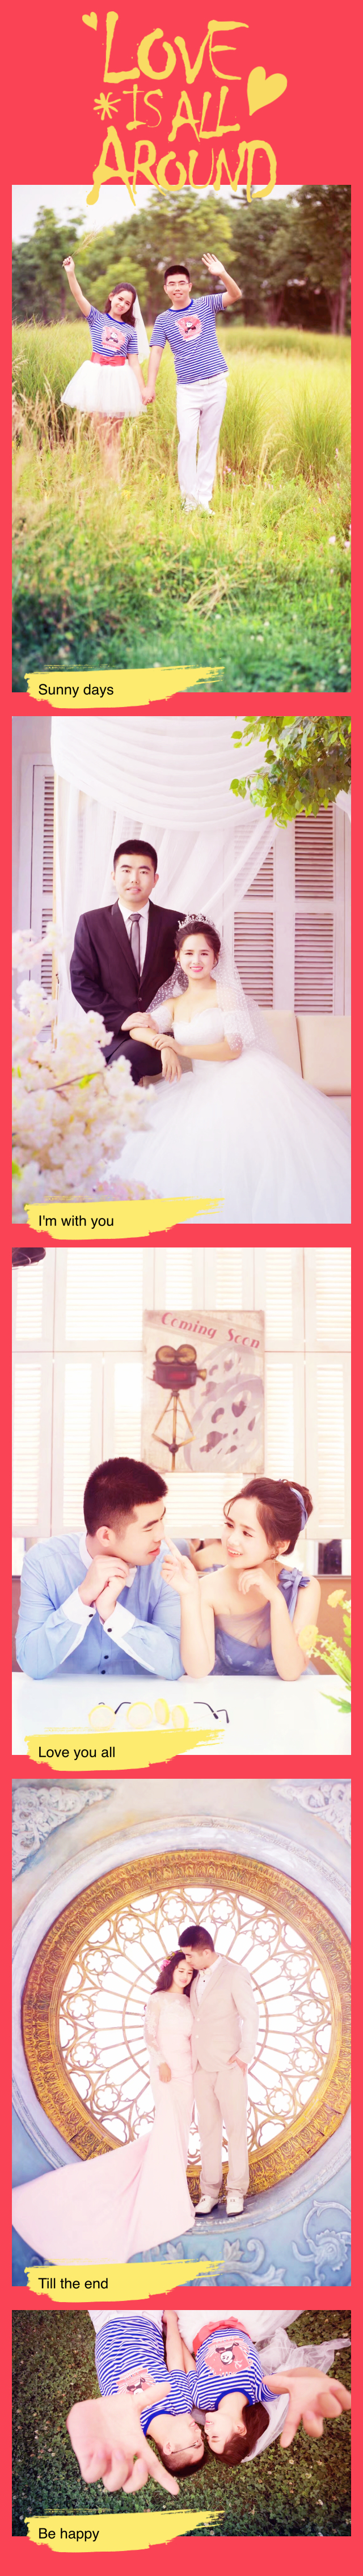 LOVE
IS ALL
AROUND
Sunny days
I'm with you
Coming Soon
Love you all
Till the end
Be happy